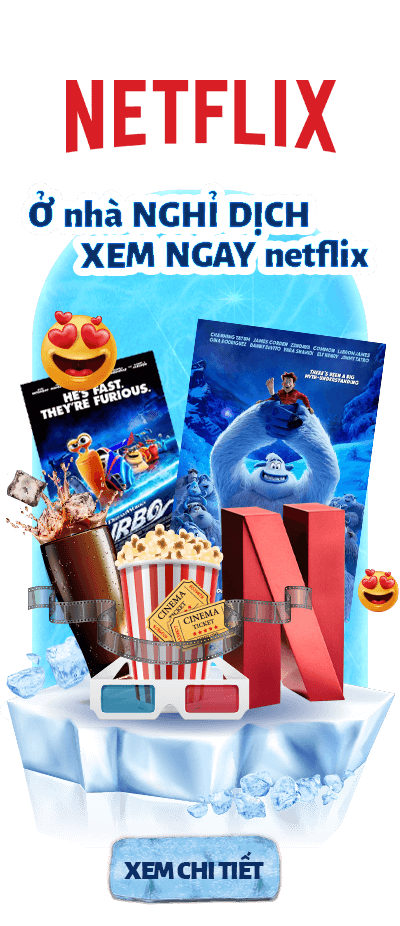 NETFLIX
Ở nhà NGHỈ DỊCH
XEM NGAY netflix
CHANNING TATUM JAMES CORDEN ZENDAYA COMMON LEBRON JAMES
GINA RODRIGUEZ DANNY DEVITO YARA SHAHIDI ELY HENRY JIMMY TATRO
THERE'S BEEN A BIG
MYTH-UNDERSTANDING
HE'S FAST.
THEY'RE FURIOUS.
TURBO
CINEMA
TICKET
CINEMA
TICKET
N
XEM CHI TIẾT